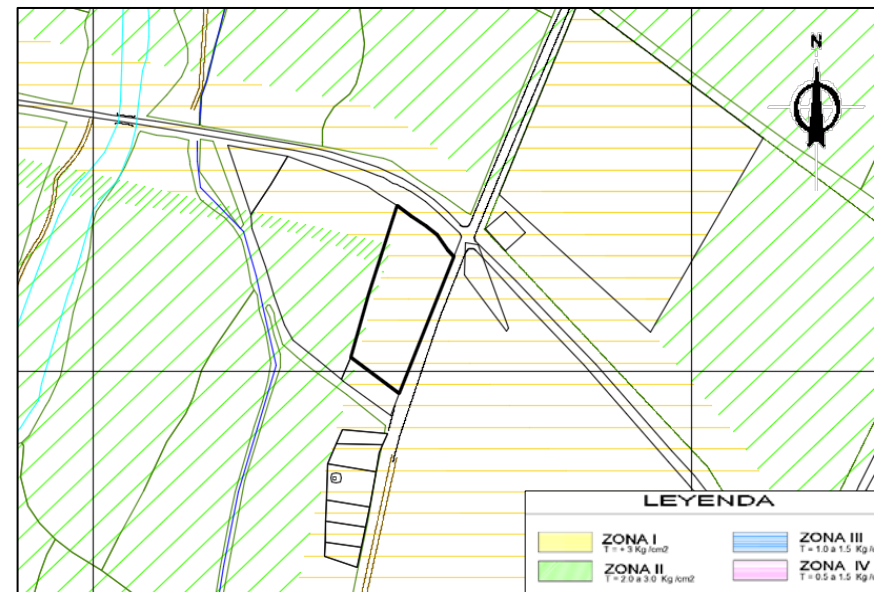 N
LEYENDA
ZONA I
T = + 3 Kg /cm2
ZONA II
T = 2.0 a 3.0 Kg /cm2
ZONA III
T = 1.0 a 1.5 Kg /
ZONA IV
T = 0.5 a 1.5 Kg /